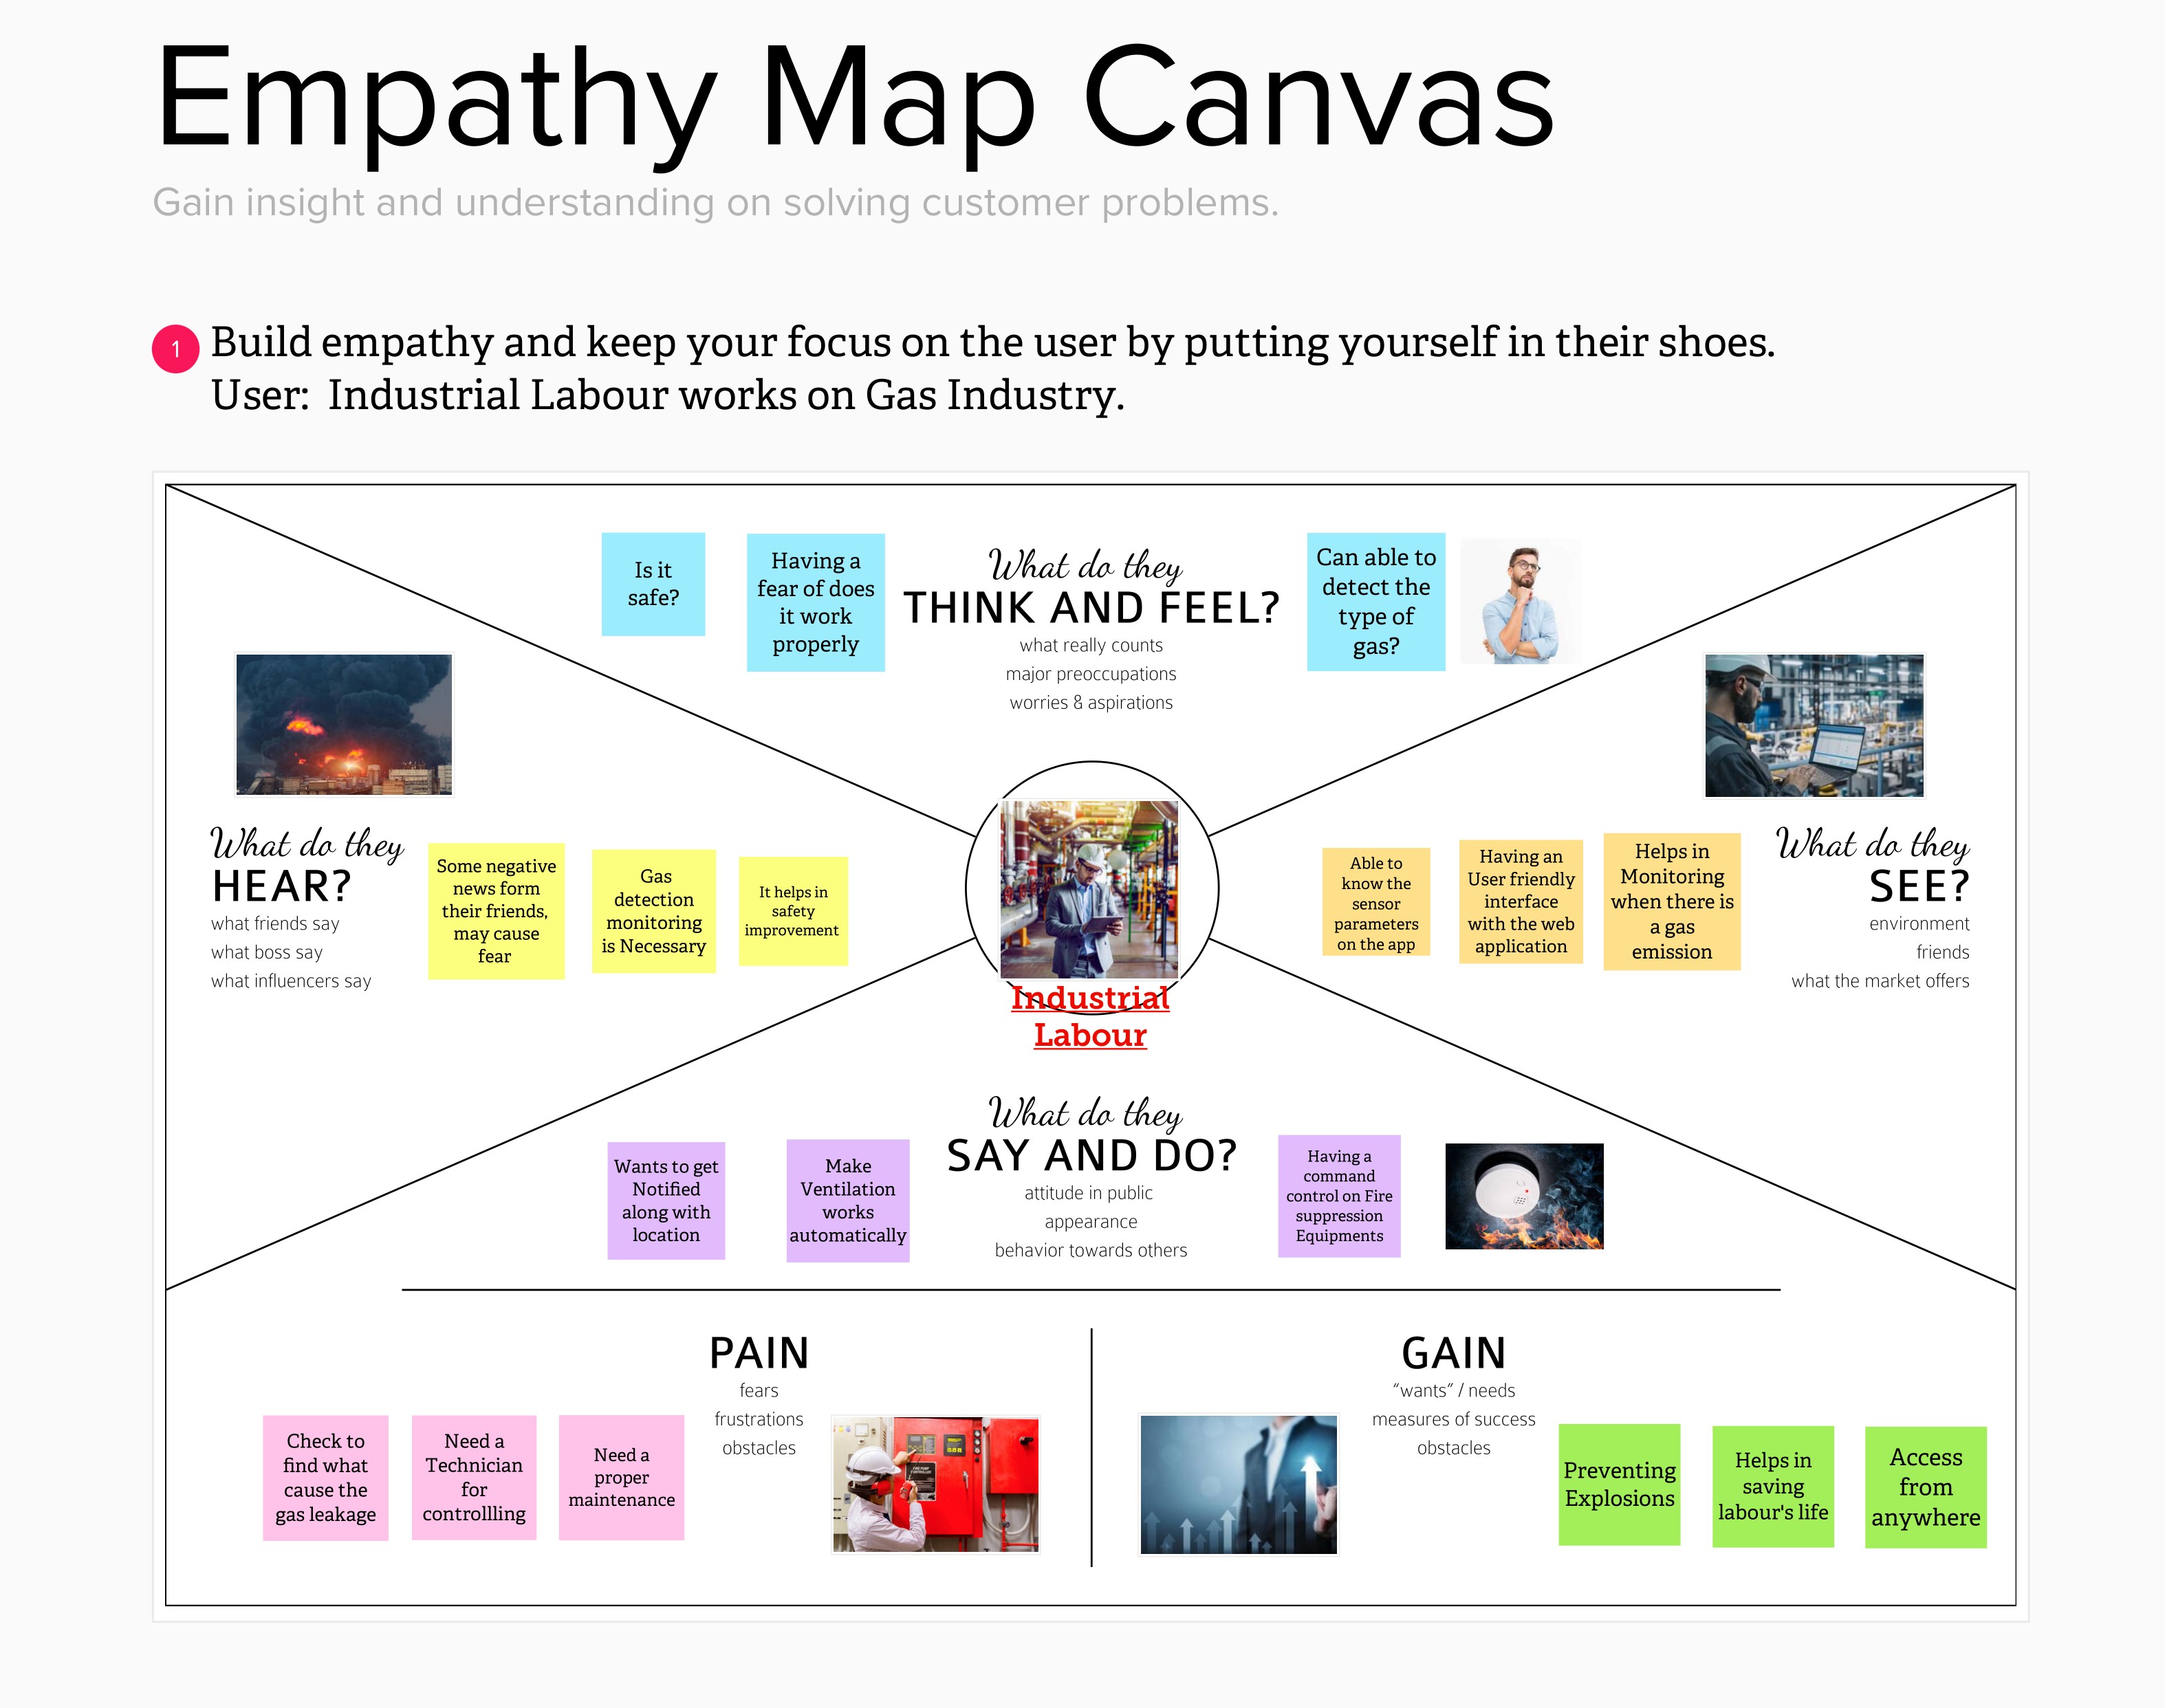 Empathy Map Canvas
Gain insight and understanding on solving customer problems.
1
Build empathy and keep your focus on the user by putting yourself in their shoes.
User: Industrial Labour works on Gas Industry.
Is it
safe?
Having a
fear of does
it work
properly
What do they
THINK AND FEEL?
what really counts
major preoccupations
worries & aspirations
Can able to
detect the
type of
gas?
What do they
HEAR?
what friends say
what boss say
what influencers say
Some negative
news form
their friends,
may cause
fear
Gas
detection
monitoring
is Necessary
It helps in
safety
improvement
Industrial
Labour
Able to
know the
sensor
parameters
on the app
Having an
User friendly
interface
with the web
application
Helps in
Monitoring
when there is
a gas
emission
What do they
SEE?
environment
friends
what the market offers
Wants to get
Notified
along with
location
Make
Ventilation
works
automatically
What do they
SAY AND DO?
attitude in public
appearance
behavior towards others
Having a
command
control on Fire
suppression
Equipments
PAIN
fears
frustrations
obstacles
Check to
find what
cause the
gas leakage
Need a
Technician
for
controllling
Need a
proper
maintenance
GAIN
“wants” / needs
measures of success
obstacles
Preventing
Explosions
Helps in
saving
labour's life
Access
from
anywhere